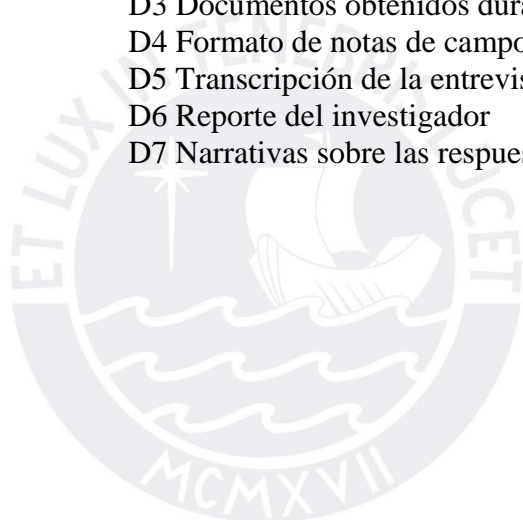 D3 Documentos obtenidos dura
D4 Formato de notas de campo
D5 Transcripción de la entrevis
D6 Reporte del investigador
D7 Narrativas sobre las respues
ET LUX IN TENEBRIS LUCET
MCMXVII